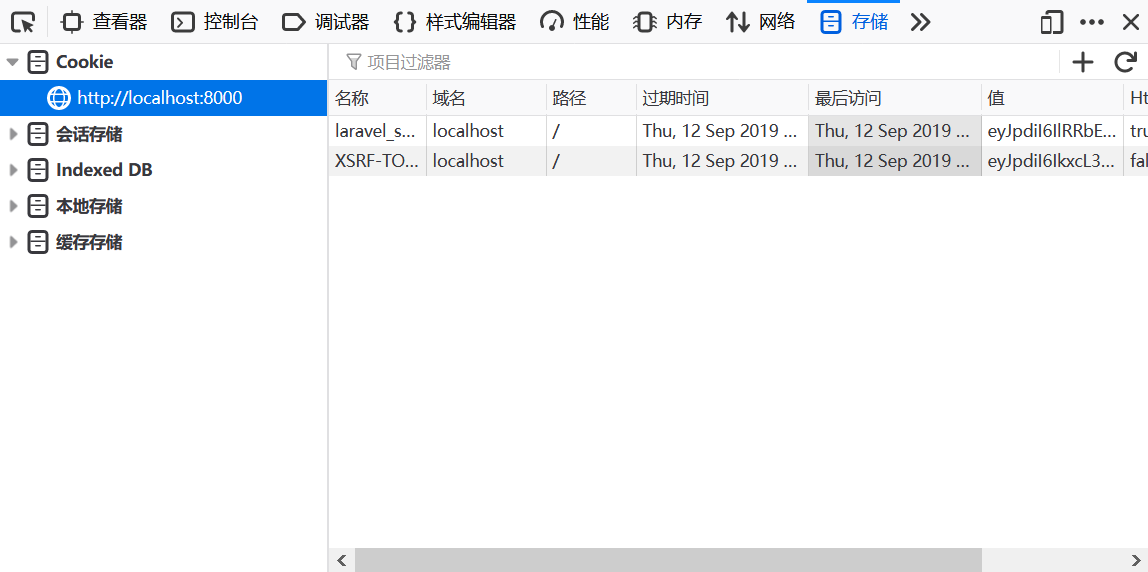 查看器 控制台 调试器 样式编辑器 性能 内存 网络 存储
Cookie
项目过滤器
http://localhost:8000
会话存储
Indexed DB
本地存储
缓存存储
名称 域名 路径 过期时间 最后访问 值 Ht
laravel_s... localhost / Thu, 12 Sep 2019 ... Thu, 12 Sep 2019 ... eyJpdiI6IlRRbE... tru
XSRF-TO... localhost / Thu, 12 Sep 2019 ... Thu, 12 Sep 2019 ... eyJpdiI6IkxcL3... fal